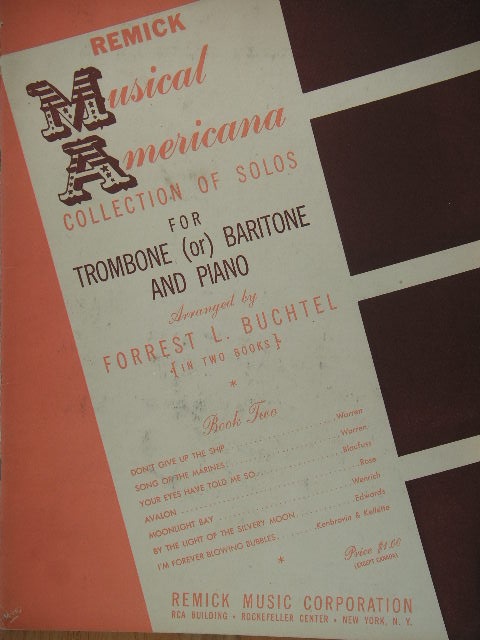 REMICK
Musical
Americana
COLLECTION OF SOLOS
FOR
TROMBONE (or) BARITONE
AND PIANO
Arranged by
FORREST L. BUCHTEL
{IN TWO BOOKS}
*
Book Two
DON'T GIVE UP THE SHIP Warren
SONG OF THE MARINES Warren
YOUR EYES HAVE TOLD ME SO Blaufuss
AVALON Rose
MOONLIGHT BAY Wenrich
BY THE LIGHT OF THE SILVERY MOON Edwards
I'M FOREVER BLOWING BUBBLES Kenbrovin & Kellette
*
Price $1.00
(EXCEPT CANADA)
REMICK MUSIC CORPORATION
RCA BUILDING • ROCKEFELLER CENTER • NEW YORK, N. Y.